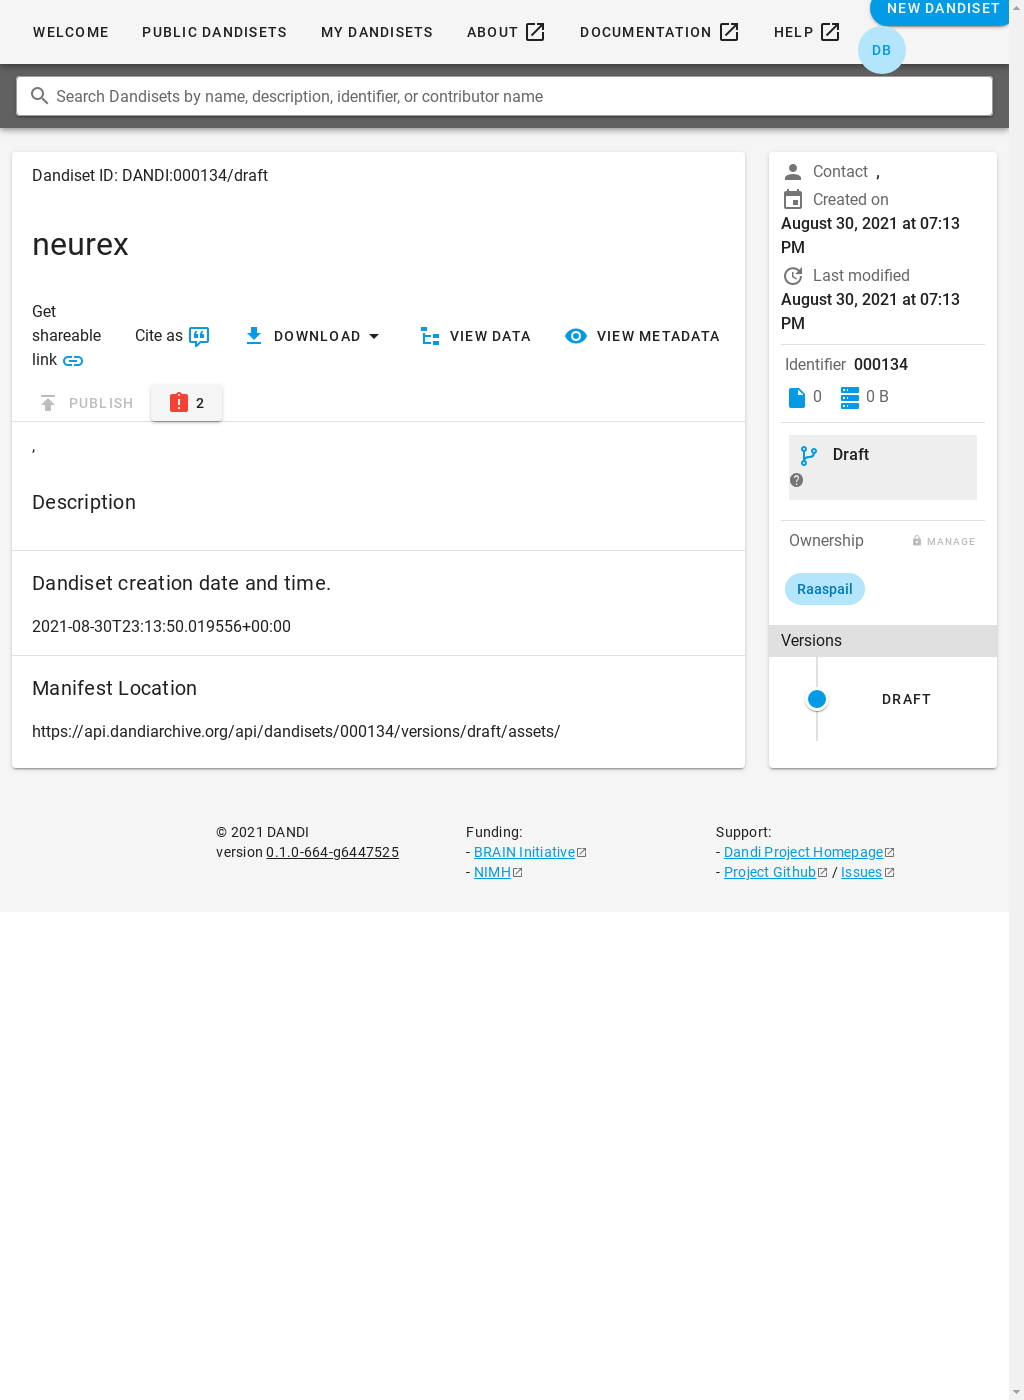 WELCOME PUBLIC DANDISETS MY DANDISETS ABOUT DOCUMENTATION HELP NEW DANDISET
DB
Search Dandisets by name, description, identifier, or contributor name
Dandiset ID: DANDI:000134/draft
neurex
Get
shareable
link
Cite as
DOWNLOAD
VIEW DATA
VIEW METADATA
PUBLISH
2
,
Description
Dandiset creation date and time.
2021-08-30T23:13:50.019556+00:00
Manifest Location
https://api.dandiarchive.org/api/dandisets/000134/versions/draft/assets/
Contact ,
Created on
August 30, 2021 at 07:13
PM
Last modified
August 30, 2021 at 07:13
PM
Identifier 000134
0 0 B
Draft
Ownership MANAGE
Raaspail
Versions
DRAFT
© 2021 DANDI
version 0.1.0-664-g6447525
Funding:
- BRAIN Initiative
- NIMH
Support:
- Dandi Project Homepage
- Project Github / Issues